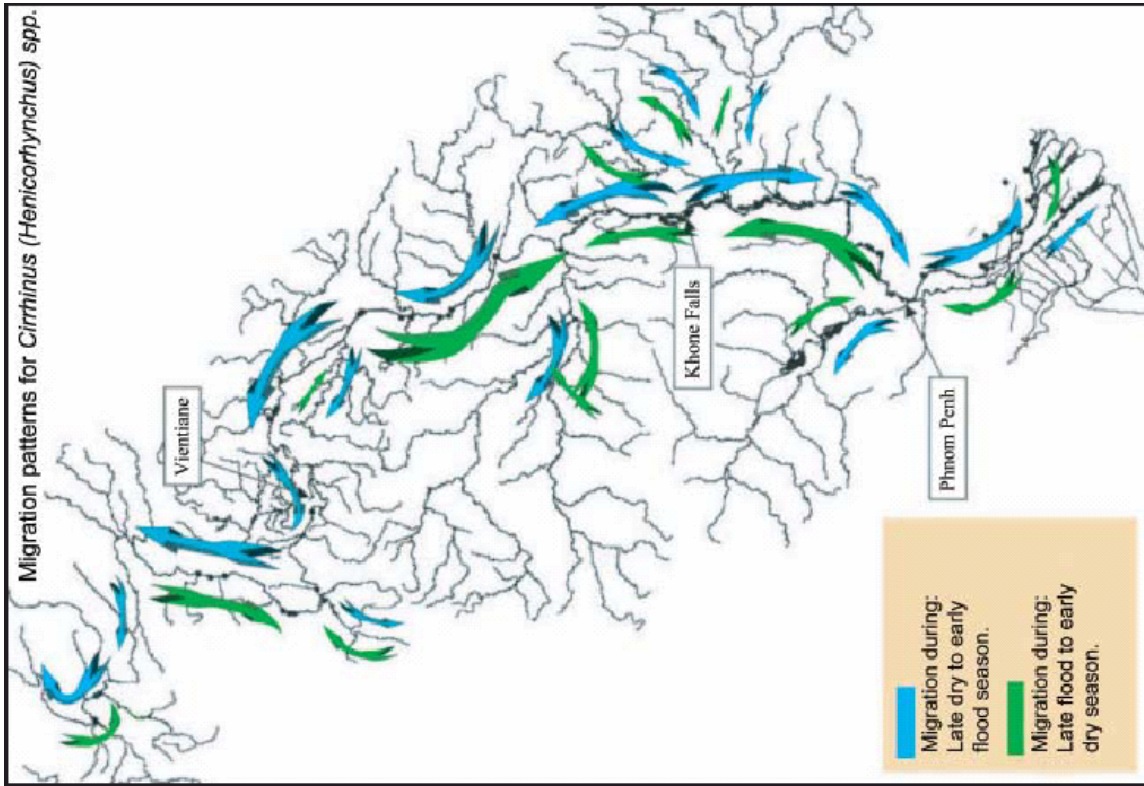 Migration patterns for Cirrhinus (Henicorhynchus) spp.
Vientiane
Khone Falls
Phnom Penh
Migration during:
Late dry to early
flood season.
Migration during:
Late flood to early
dry season.